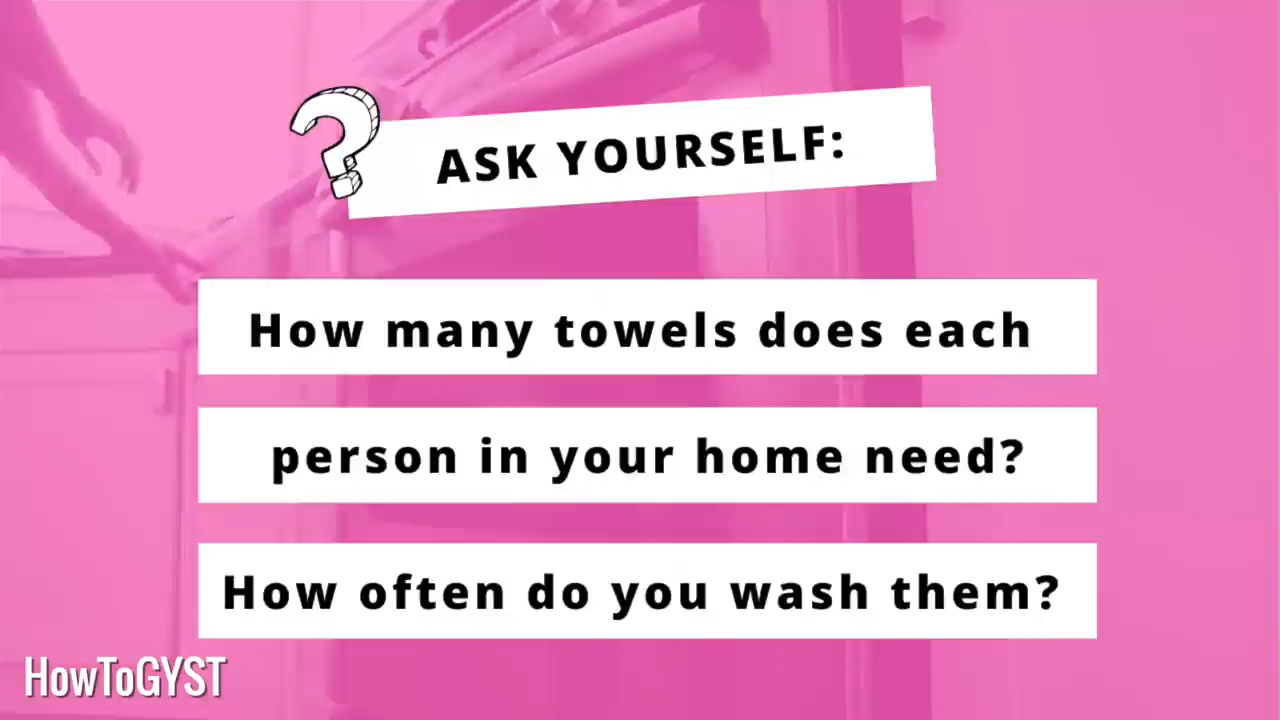 ASK YOURSELF:
How many towels does each
person in your home need?
How often do you wash them?
HowToGYST